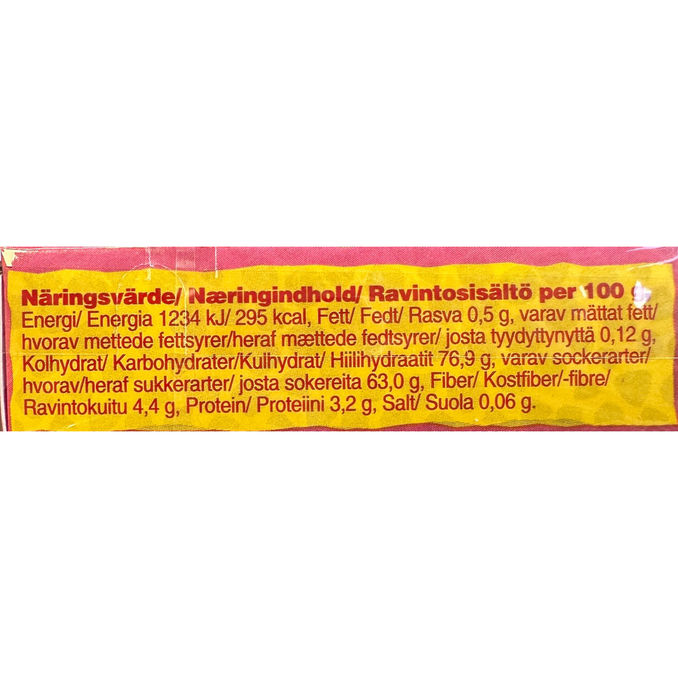 Näringsvärde/ Næringindhold/ Ravintosisältö per 100 g
Energi/ Energia 1234 kJ/ 295 kcal, Fett/ Fedt/ Rasva 0,5 g, varav mättat fett/
hvorav mettede fettsyrer/heraf mættede fedtsyrer/ josta tyydyttynyttä 0,12 g,
Kolhydrat/ Karbohydrater/Kulhydrat/ Hiilihydraatit 76,9 g, varav sockerarter/
hvorav/heraf sukkerarter/ josta sokereita 63,0 g, Fiber/ Kostfiber/-fibre/
Ravintokuitu 4,4 g, Protein/ Proteiini 3,2 g, Salt/ Suola 0,06 g.